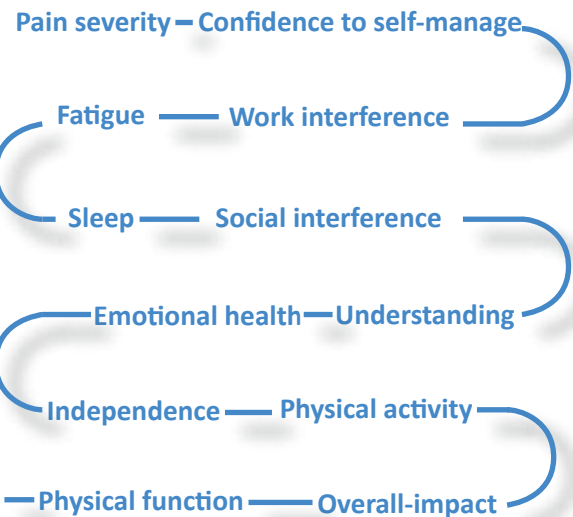 Pain severity – Confidence to self-manage
Fatigue — Work interference
Sleep — Social interference
Emotional health — Understanding
Independence — Physical activity
Physical function — Overall-impact